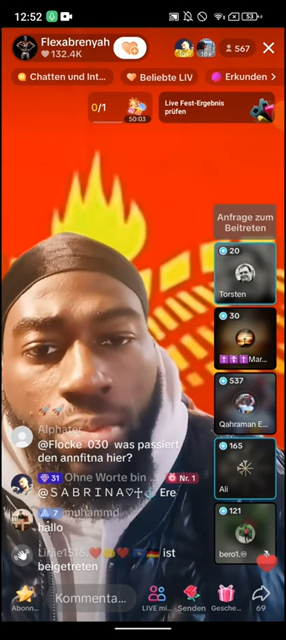 12:52
53
Flexabrenyah
132.4K
567
Chatten und Int...
Beliebte LIV
Erkunden
0/1
50:03
Live Fest-Ergebnis
prüfen
Anfrage zum
Beitreten
20
Torsten
30
Mar...
537
Qahraman E...
165
Ali
121
bero1.
Alphater
@Flocke_030 was passiert
den annfitna hier?
31 Ohne Worte bin ... Nr. 1
@ S A B R I N A ♡ Ere
7 muhammd
hallo
ist
beigetreten
Abonn...
Kommenta...
LIVE mi...
Senden
Gesche...
69